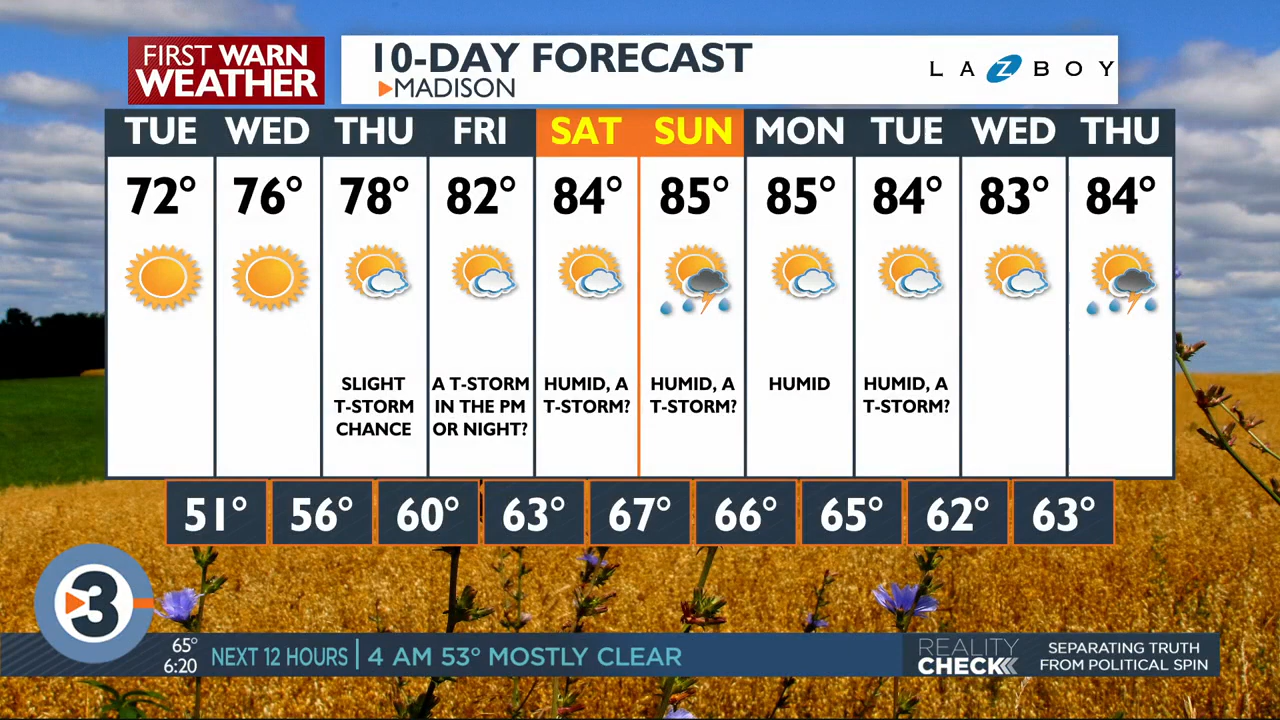 FIRST WARN
WEATHER
10-DAY FORECAST
MADISON
LA Z BOY
TUE WED THU FRI SAT SUN MON TUE WED THU
72° 76° 78° 82° 84° 85° 85° 84° 83° 84°
SLIGHT
T-STORM
CHANCE
A T-STORM
IN THE PM
OR NIGHT?
HUMID, A
T-STORM?
HUMID, A
T-STORM?
HUMID
HUMID, A
T-STORM?
51° 56° 60° 63° 67° 66° 65° 62° 63°
3
65°
6:20
NEXT 12 HOURS | 4 AM 53° MOSTLY CLEAR
REALITY
CHECK
SEPARATING TRUTH
FROM POLITICAL SPIN